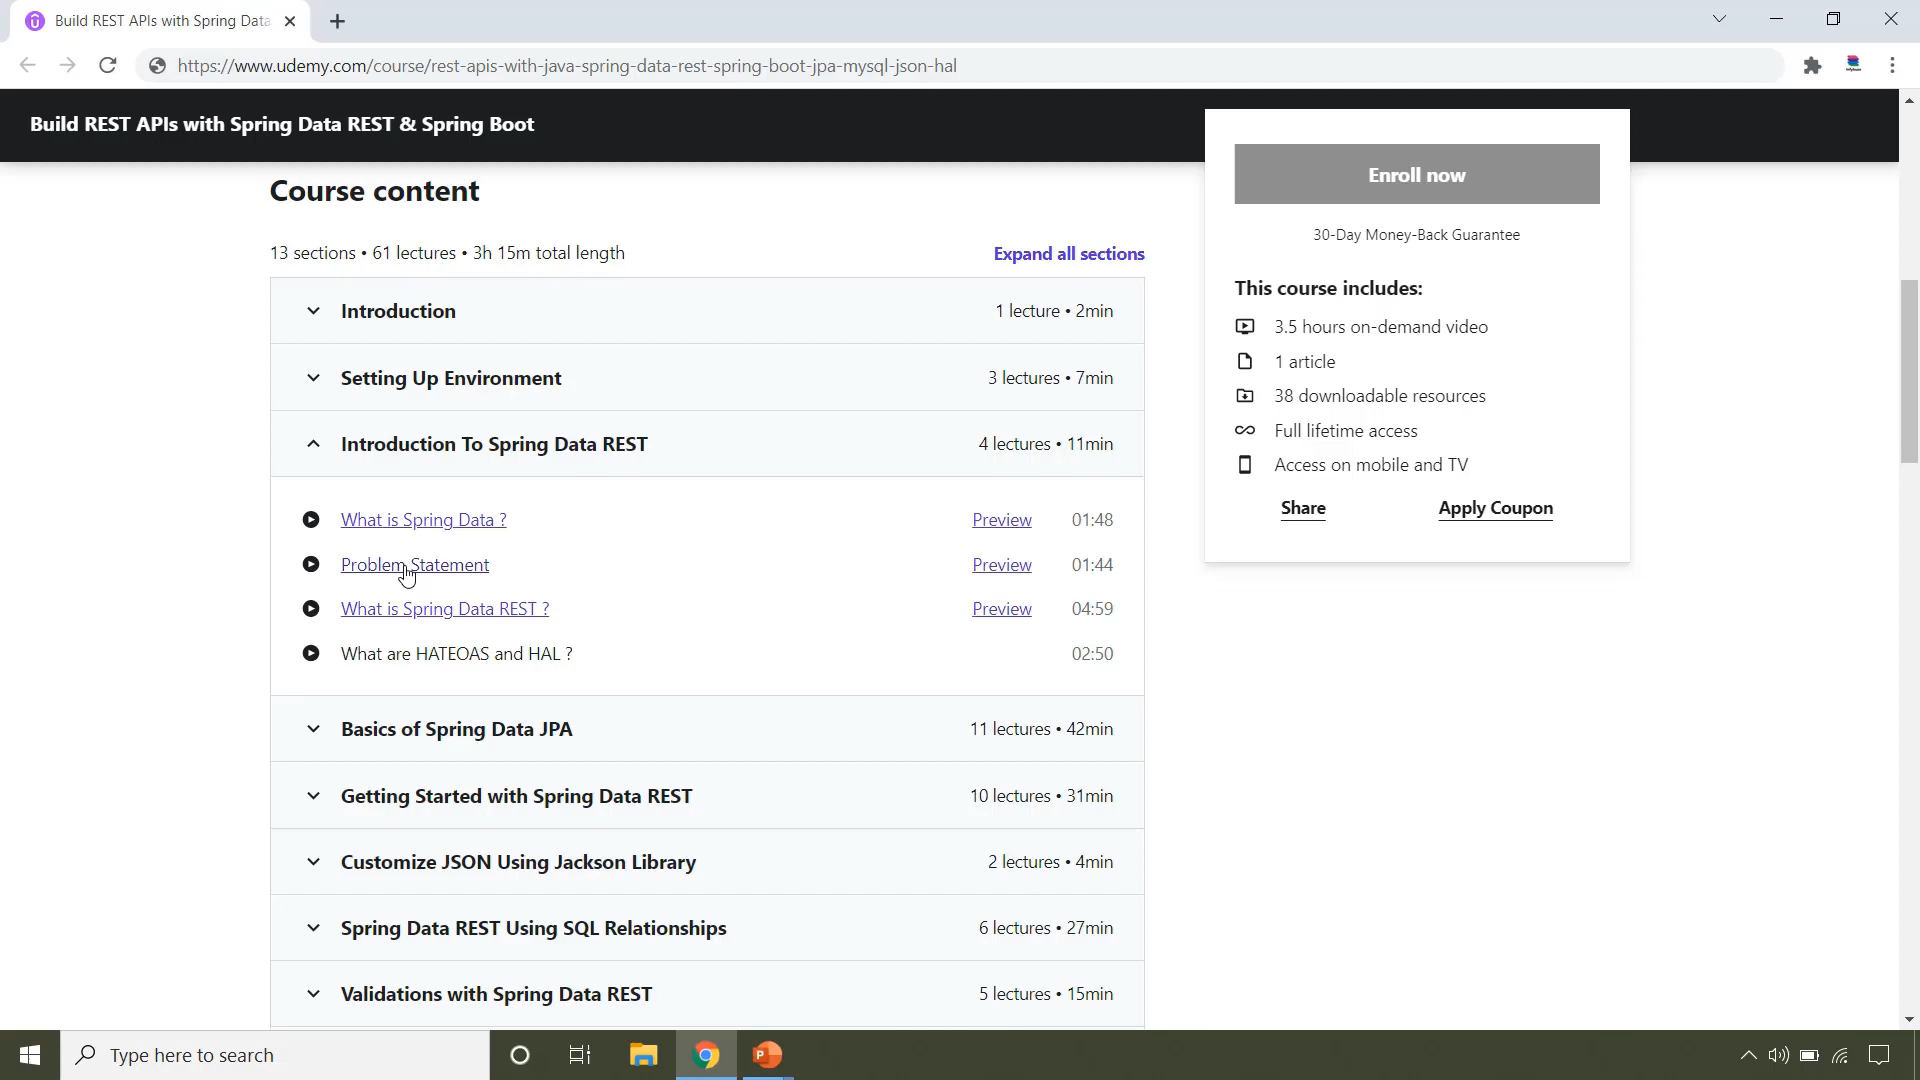 Build REST APIs with Spring Data
https://www.udemy.com/course/rest-apis-with-java-spring-data-rest-spring-boot-jpa-mysql-json-hal
Build REST APIs with Spring Data REST & Spring Boot
Course content
13 sections • 61 lectures • 3h 15m total length
Expand all sections
Introduction
1 lecture • 2min
Setting Up Environment
3 lectures • 7min
Introduction To Spring Data REST
4 lectures • 11min
What is Spring Data ?
Preview
01:48
Problem Statement
Preview
01:44
What is Spring Data REST ?
Preview
04:59
What are HATEOAS and HAL ?
02:50
Basics of Spring Data JPA
11 lectures • 42min
Getting Started with Spring Data REST
10 lectures • 31min
Customize JSON Using Jackson Library
2 lectures • 4min
Spring Data REST Using SQL Relationships
6 lectures • 27min
Validations with Spring Data REST
5 lectures • 15min
Enroll now
30-Day Money-Back Guarantee
This course includes:
3.5 hours on-demand video
1 article
38 downloadable resources
Full lifetime access
Access on mobile and TV
Share
Apply Coupon
Type here to search